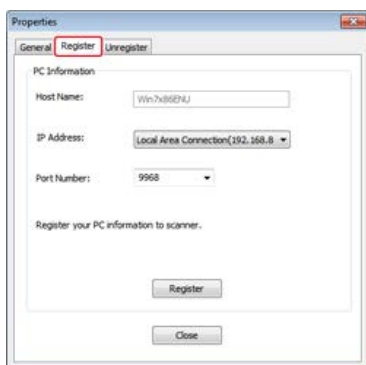 Properties
General Register Unregister
PC Information
Host Name: Win7x86ENU
IP Address: Local Area Connection(192.168.8
Port Number: 9968
Register your PC information to scanner.
Register
Close